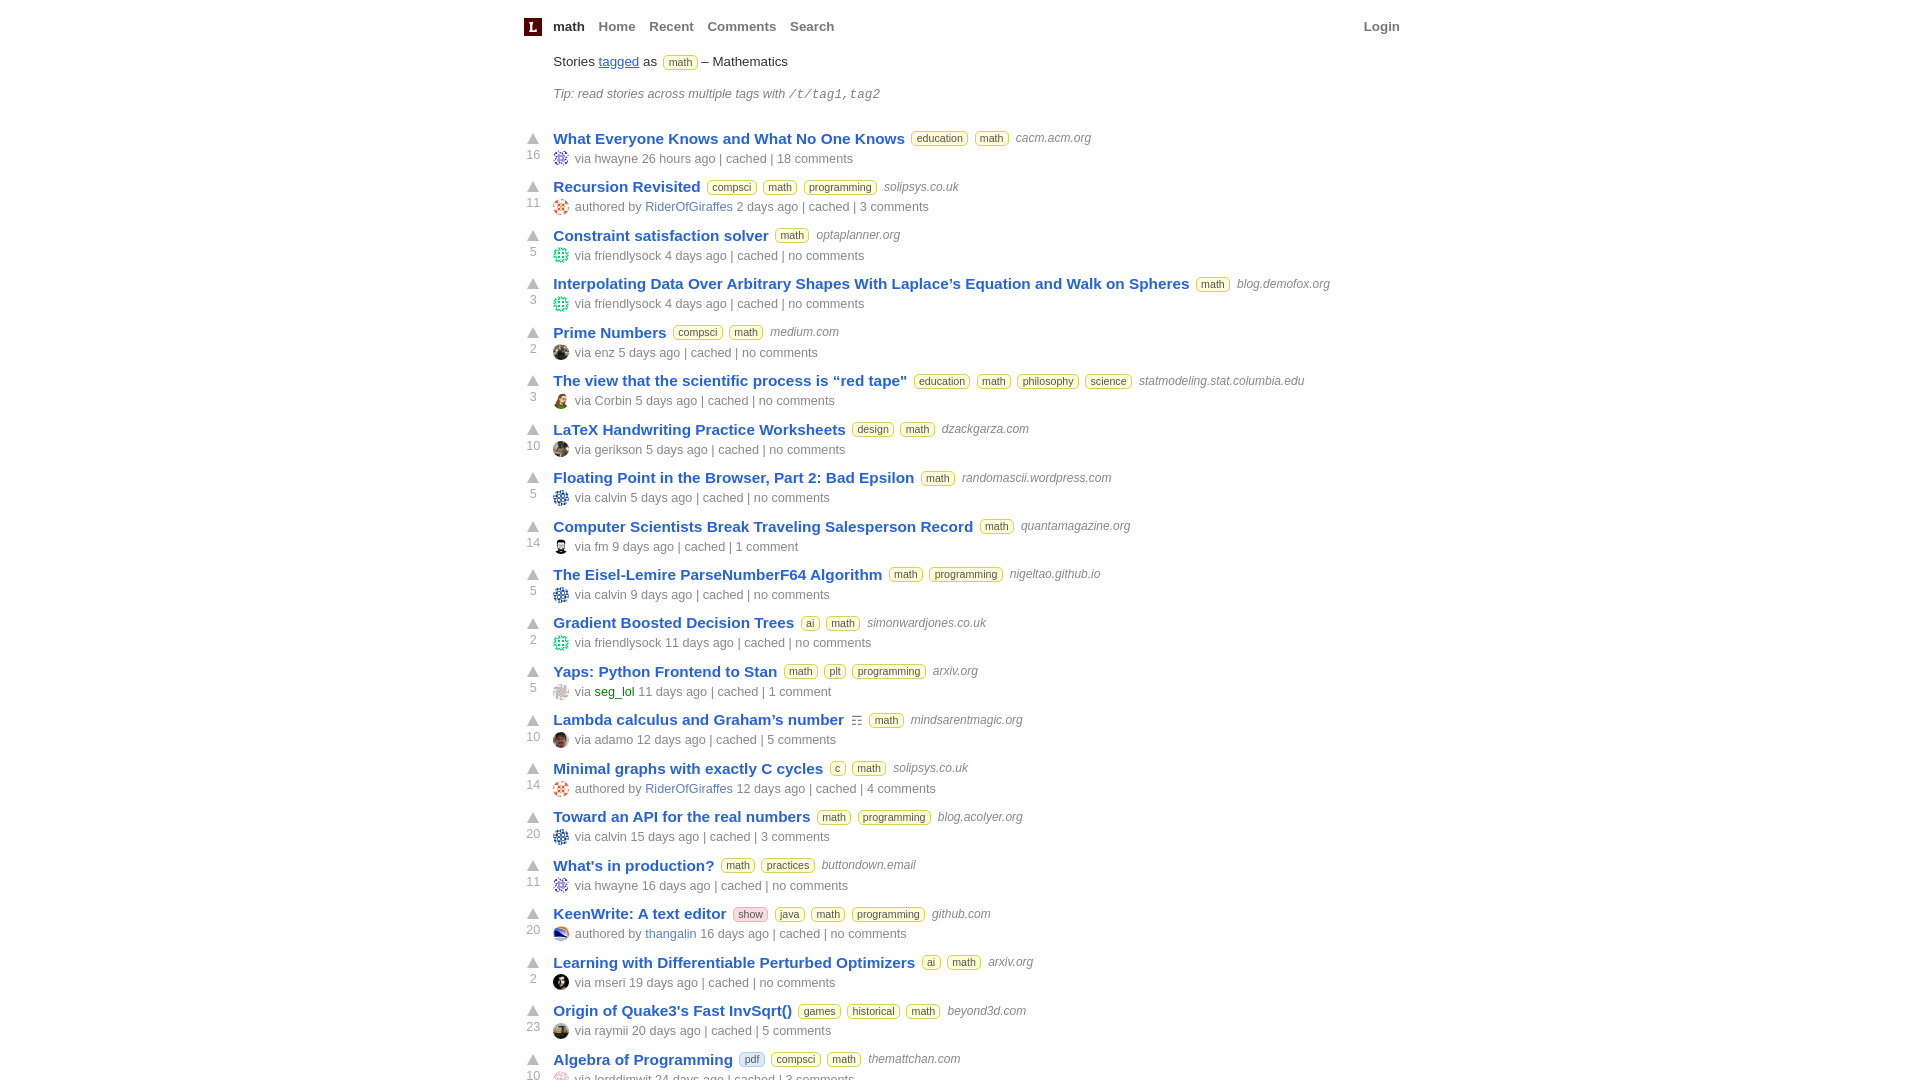 L math Home Recent Comments Search Login
Stories tagged as math – Mathematics
Tip: read stories across multiple tags with /t/tag1,tag2
What Everyone Knows and What No One Knows education math cacm.acm.org
16 via hwayne 26 hours ago | cached | 18 comments
Recursion Revisited compsci math programming solipsys.co.uk
11 authored by RiderOfGiraffes 2 days ago | cached | 3 comments
Constraint satisfaction solver math optaplanner.org
5 via friendlysock 4 days ago | cached | no comments
Interpolating Data Over Arbitrary Shapes With Laplace’s Equation and Walk on Spheres math blog.demofox.org
3 via friendlysock 4 days ago | cached | no comments
Prime Numbers compsci math medium.com
2 via enz 5 days ago | cached | no comments
The view that the scientific process is “red tape" education math philosophy science statmodeling.stat.columbia.edu
3 via Corbin 5 days ago | cached | no comments
LaTeX Handwriting Practice Worksheets design math dzackgarza.com
10 via gerikson 5 days ago | cached | no comments
Floating Point in the Browser, Part 2: Bad Epsilon math randomascii.wordpress.com
5 via calvin 5 days ago | cached | no comments
Computer Scientists Break Traveling Salesperson Record math quantamagazine.org
14 via fm 9 days ago | cached | 1 comment
The Eisel-Lemire ParseNumberF64 Algorithm math programming nigeltao.github.io
5 via calvin 9 days ago | cached | no comments
Gradient Boosted Decision Trees ai math simonwardjones.co.uk
2 via friendlysock 11 days ago | cached | no comments
Yaps: Python Frontend to Stan math plt programming arxiv.org
5 via seg_lol 11 days ago | cached | 1 comment
Lambda calculus and Graham’s number ☶ math mindsarentmagic.org
10 via adamo 12 days ago | cached | 5 comments
Minimal graphs with exactly C cycles c math solipsys.co.uk
14 authored by RiderOfGiraffes 12 days ago | cached | 4 comments
Toward an API for the real numbers math programming blog.acolyer.org
20 via calvin 15 days ago | cached | 3 comments
What's in production? math practices buttondown.email
11 via hwayne 16 days ago | cached | no comments
KeenWrite: A text editor show java math programming github.com
20 authored by thangalin 16 days ago | cached | no comments
Learning with Differentiable Perturbed Optimizers ai math arxiv.org
2 via mseri 19 days ago | cached | no comments
Origin of Quake3's Fast InvSqrt() games historical math beyond3d.com
23 via raymii 20 days ago | cached | 5 comments
Algebra of Programming pdf compsci math themattchan.com
10 via lorddimwit 24 days ago | cached | 3 comments